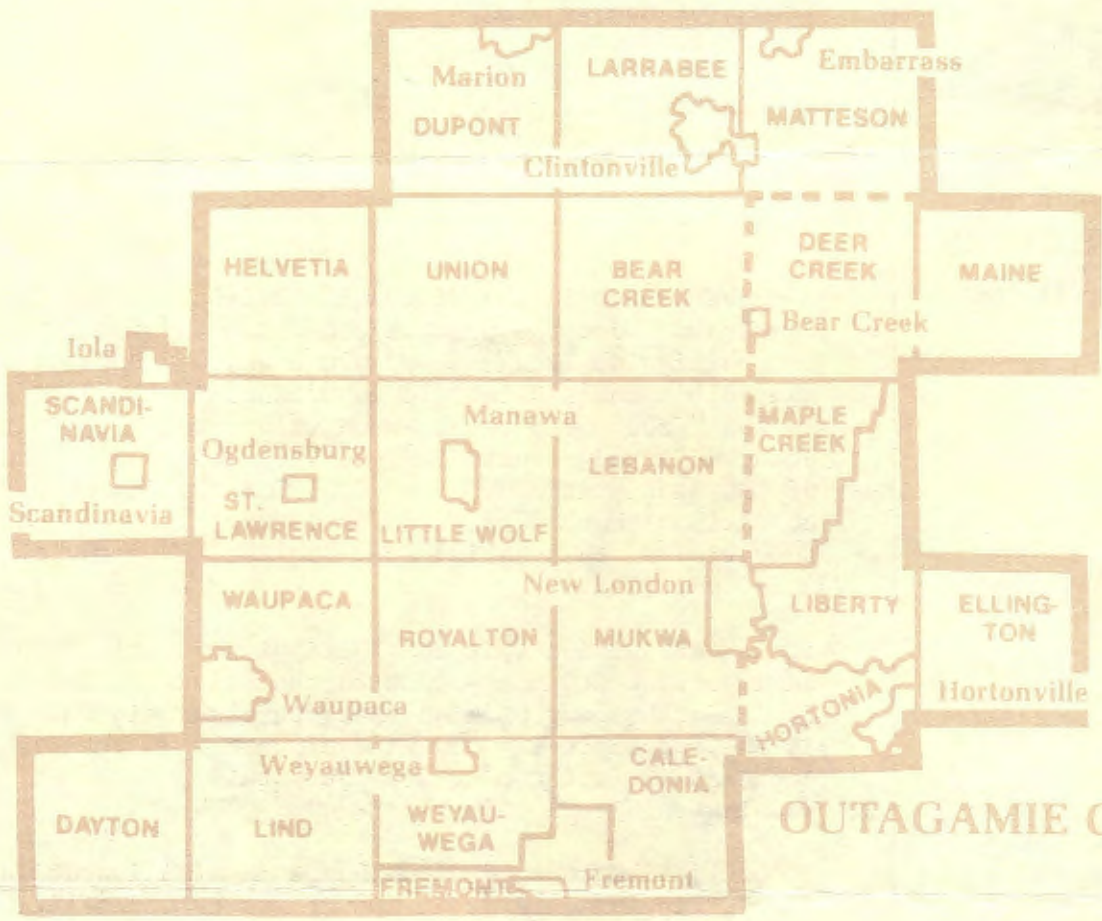 Marion
DUPONT
LARRABEE
Clintonville
Embarrass
MATTESON
HELVETIA
UNION
BEAR
CREEK
DEER
CREEK
Bear Creek
MAINE
Iola
SCANDI-
NAVIA
Scandinavia
Ogdensburg
ST.
LAWRENCE
Manawa
LITTLE WOLF
LEBANON
MAPLE
CREEK
WAUPACA
Waupaca
ROYALTON
New London
MUKWA
LIBERTY
ELLING-
TON
HORTONIA
Hortonville
DAYTON
LIND
Weyauwega
WEYAU-
WEGA
FREMONT
Fremont
CALE-
DONIA
OUTAGAMIE C